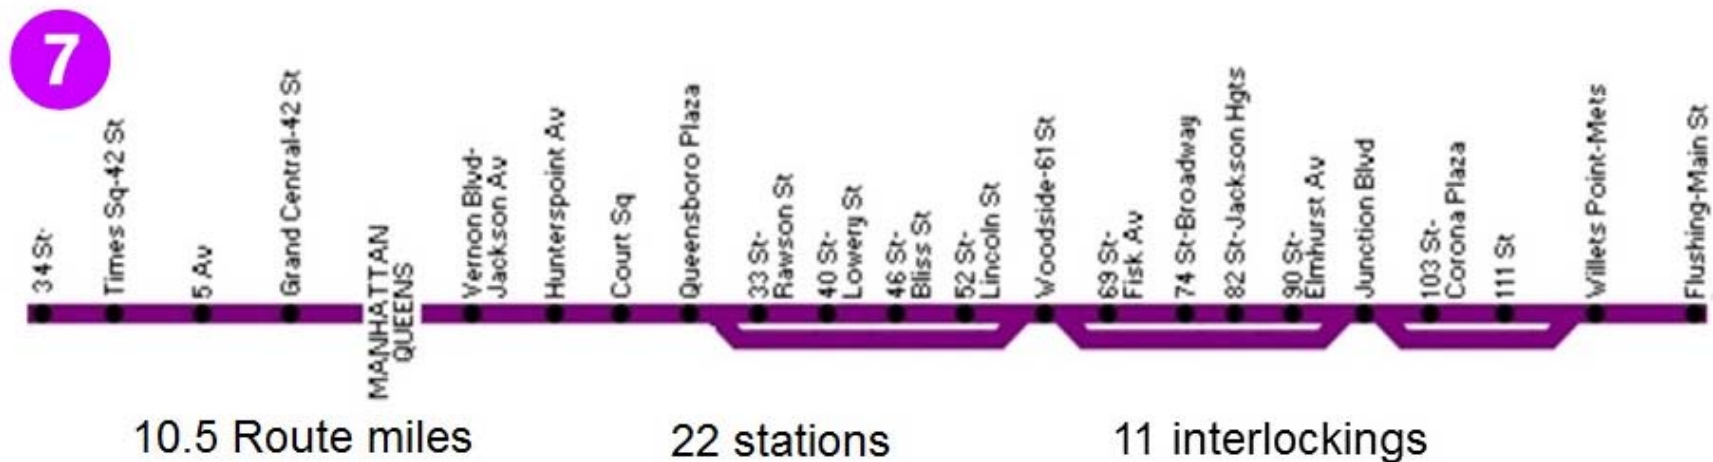 7
34 St
Times Sq-42 St
5 Av
Grand Central-42 St
MANHATTAN
QUEENS
Vernon Blvd-
Jackson Av
Hunterspoint Av
Court Sq
Queensboro Plaza
33 St-
Rawson St
40 St-
Lowery St
46 St-
Bliss St
52 St-
Lincoln St
Woodside-61 St
69 St-
Fisk Av
74 St-Broadway
82 St-Jackson Hgts
90 St-
Elmhurst Av
Junction Blvd
103 St-
Corona Plaza
111 St
Willets Point-Mets
Flushing-Main St
10.5 Route miles
22 stations
11 interlockings